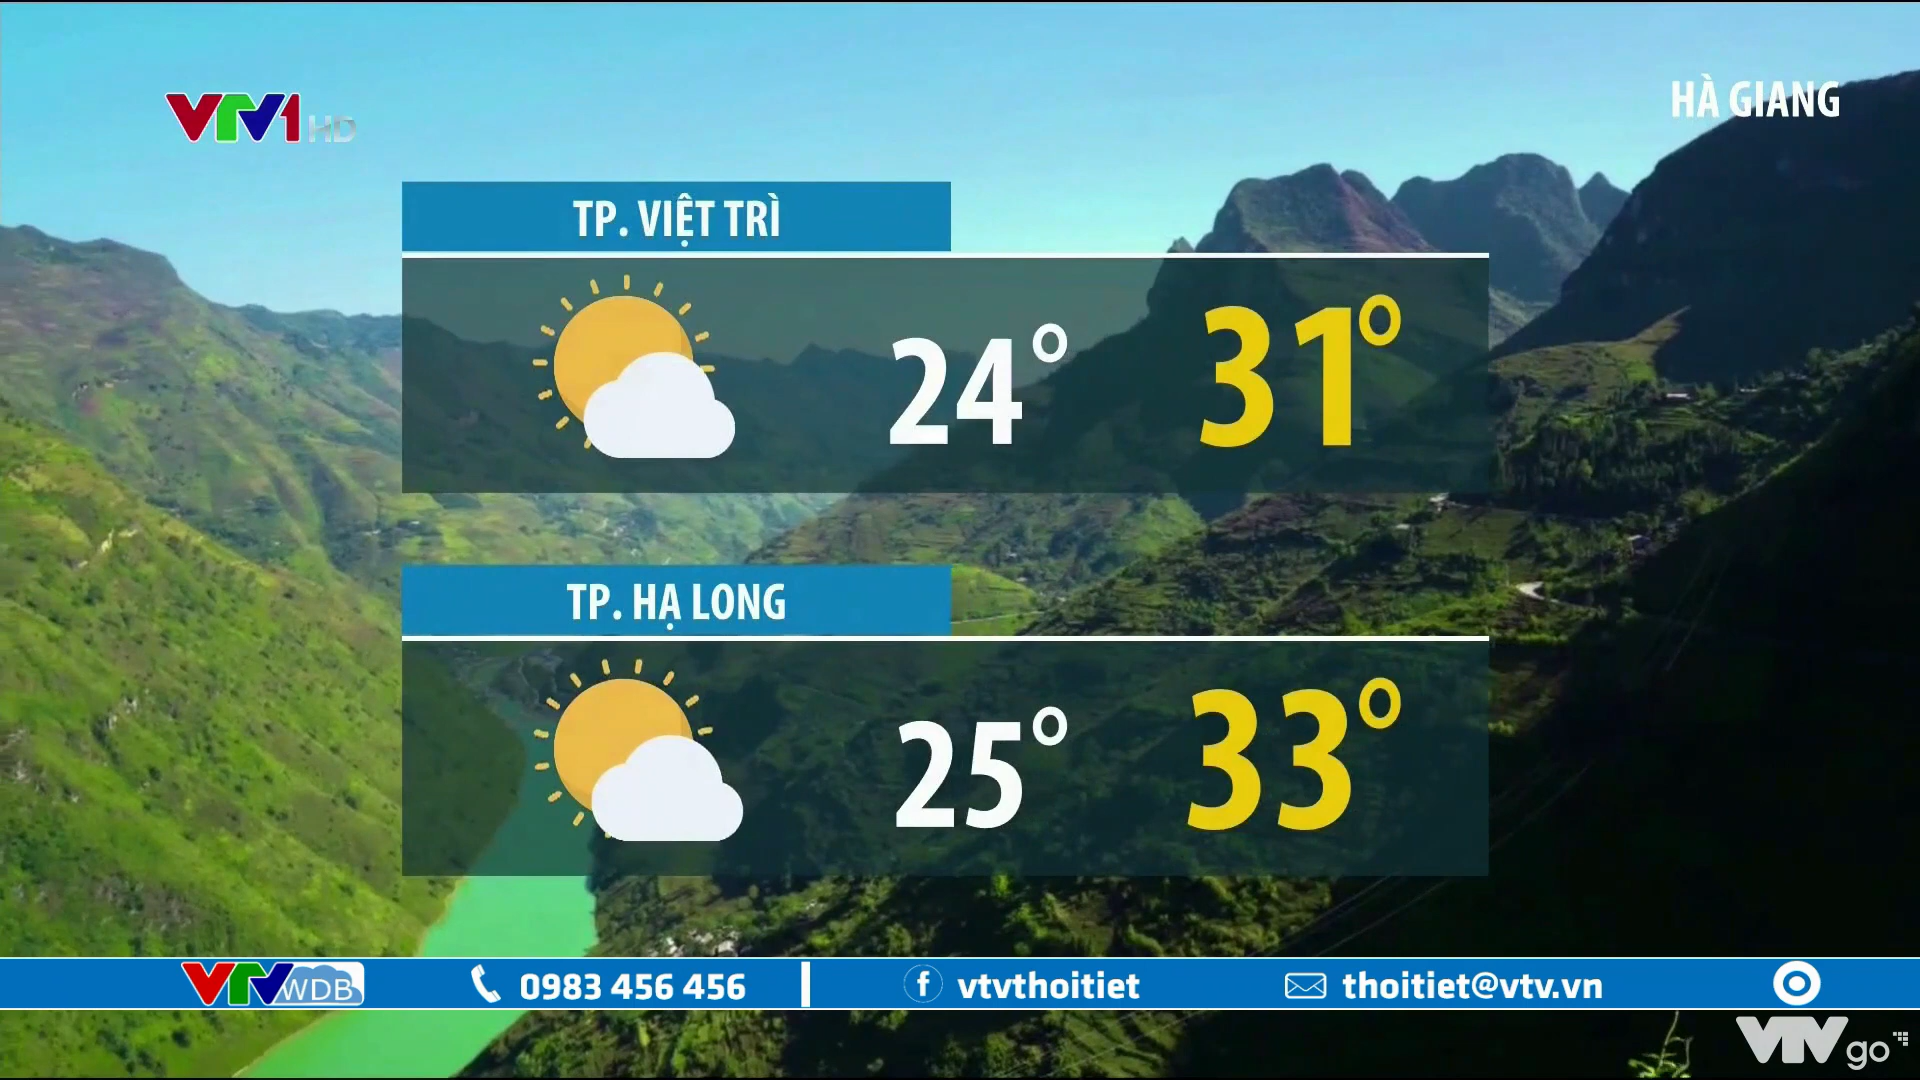 VTV1 HD
HÀ GIANG
TP. VIỆT TRÌ
24° 31°
TP. HẠ LONG
25° 33°
VTV WDB 0983 456 456 vtvthoitiet thoitiet@vtv.vn
VTV go